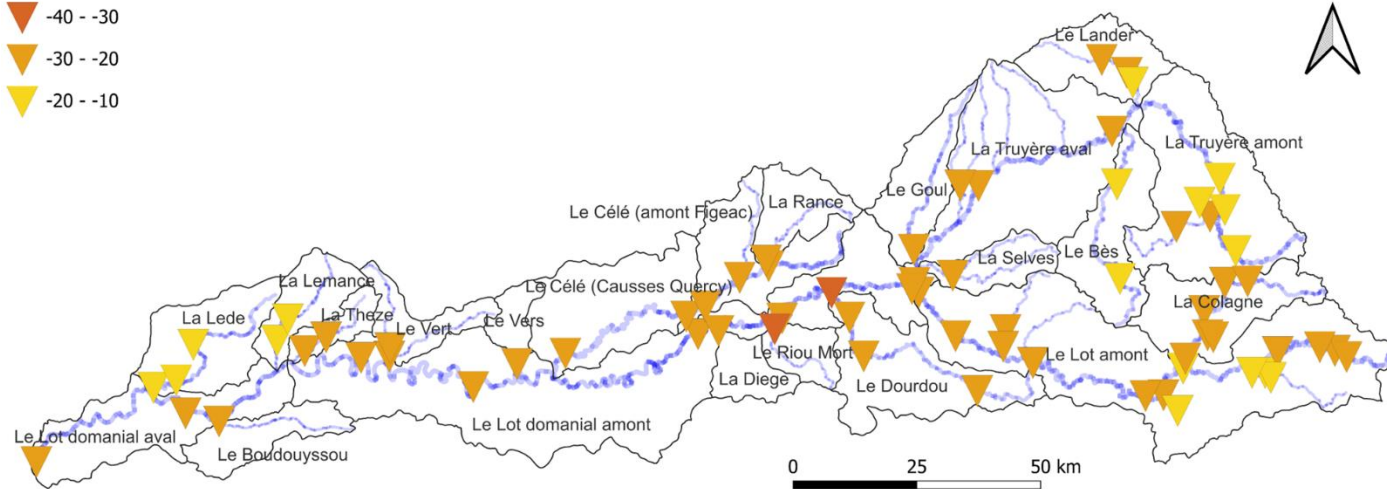 -40 - -30
-30 - -20
-20 - -10
Le Lander
La Truyère amont
La Truyère aval
Le Goul
La Rance
Le Célé (amont Figeac)
La Selves
Le Bès
La Lemance
Le Célé (Causses Quercy)
La Colagne
La Lede
La Theze
Le Vert
Le Vers
Le Riou Mort
Le Lot amont
La Diege
Le Dourdou
Le Lot domanial aval
Le Lot domanial amont
Le Boudouyssou
0 25 50 km